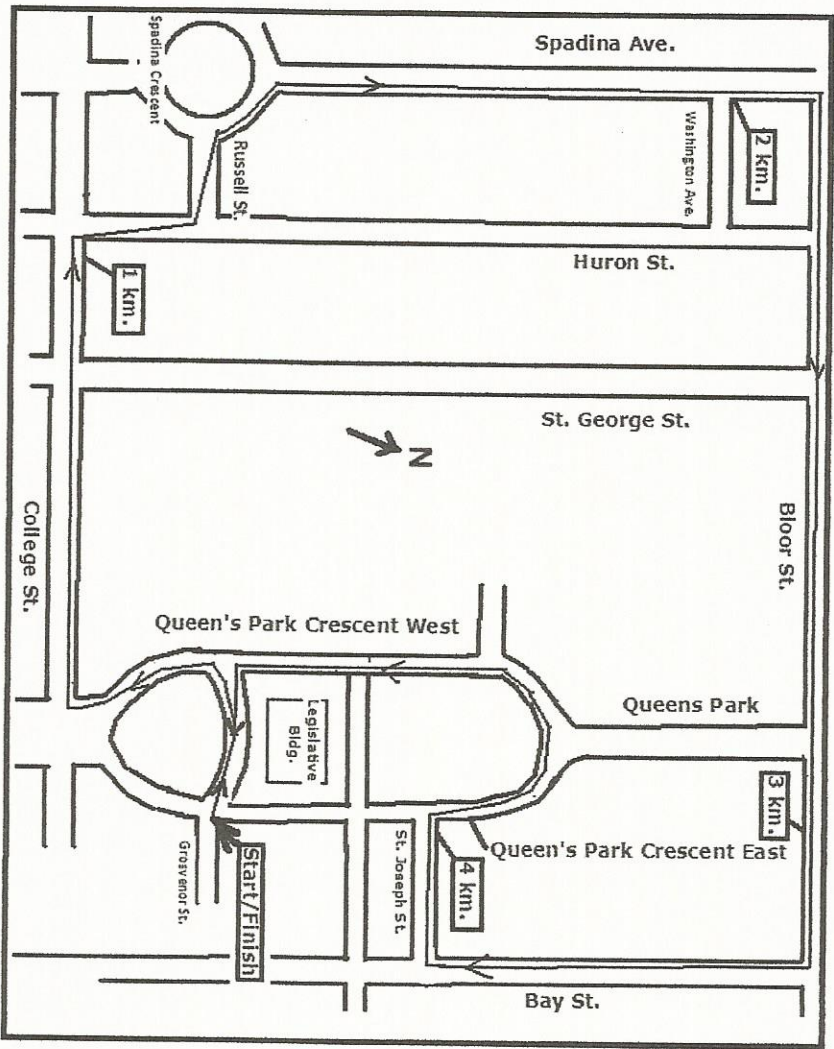 Spadina Ave.
Spadina Crescent
Russell St.
Washington Ave.
2 km.
Huron St.
1 km.
St. George St.
N
Bloor St.
College St.
Queen's Park Crescent West
Queens Park
Legislative
Bldg.
3 km.
Queen's Park Crescent East
4 km.
St. Joseph St.
Grosvenor St.
Start/Finish
Bay St.